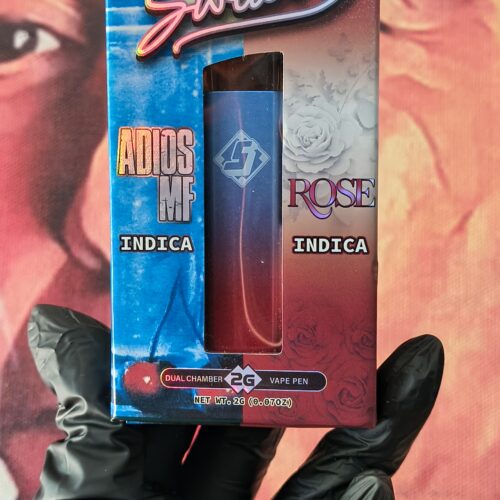 ADIOS
MF
INDICA
ROSE
INDICA
DUAL CHAMBER 2G VAPE PEN
NET WT. 2G (0.07OZ)